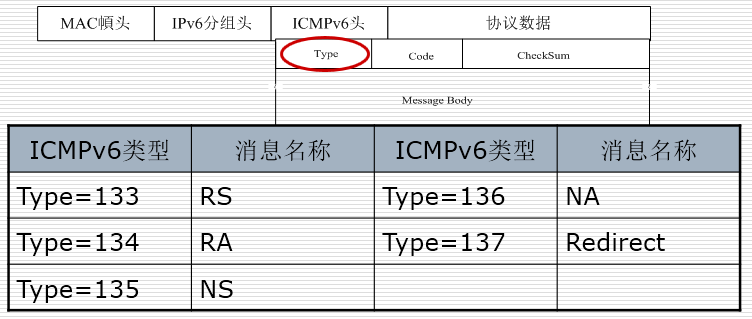 MAC幀头 IPv6分组头 ICMPv6头 协议数据
Type Code CheckSum
Message Body
ICMPv6类型 消息名称 ICMPv6类型 消息名称
Type=133 RS Type=136 NA
Type=134 RA Type=137 Redirect
Type=135 NS